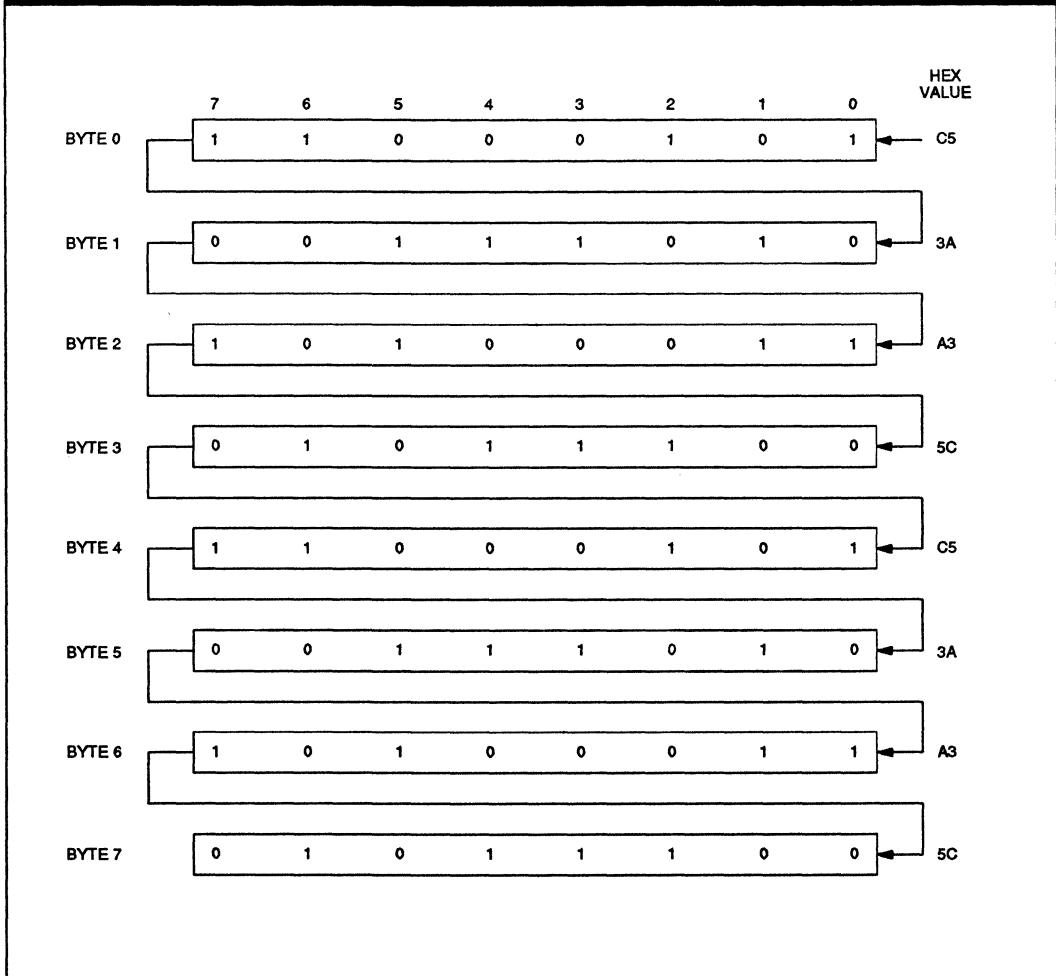 HEX
VALUE
7 6 5 4 3 2 1 0
BYTE 0 1 1 0 0 0 1 0 1 C5
BYTE 1 0 0 1 1 1 0 1 0 3A
BYTE 2 1 0 1 0 0 0 1 1 A3
BYTE 3 0 1 0 1 1 1 0 0 5C
BYTE 4 1 1 0 0 0 1 0 1 C5
BYTE 5 0 0 1 1 1 0 1 0 3A
BYTE 6 1 0 1 0 0 0 1 1 A3
BYTE 7 0 1 0 1 1 1 0 0 5C